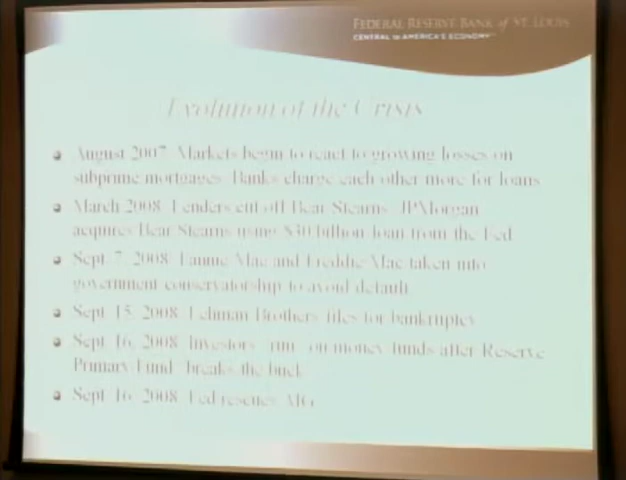 FEDERAL RESERVE BANK of ST. LOUIS
CENTRAL to AMERICA'S ECONOMY
Evolution of the Crisis
August 2007: Markets begin to react to growing losses on
subprime mortgages. Banks charge each other more for loans
March 2008: Lenders cut off Bear Stearns. JPMorgan
acquires Bear Stearns using $30 billion loan from the Fed
Sept. 7, 2008: Fannie Mae and Freddie Mac taken into
government conservatorship to avoid default
Sept. 15, 2008: Lehman Brothers files for bankruptcy
Sept. 16, 2008: Investors "run" on money funds after Reserve
Primary Fund "breaks the buck"
Sept. 16, 2008: Fed rescues AIG